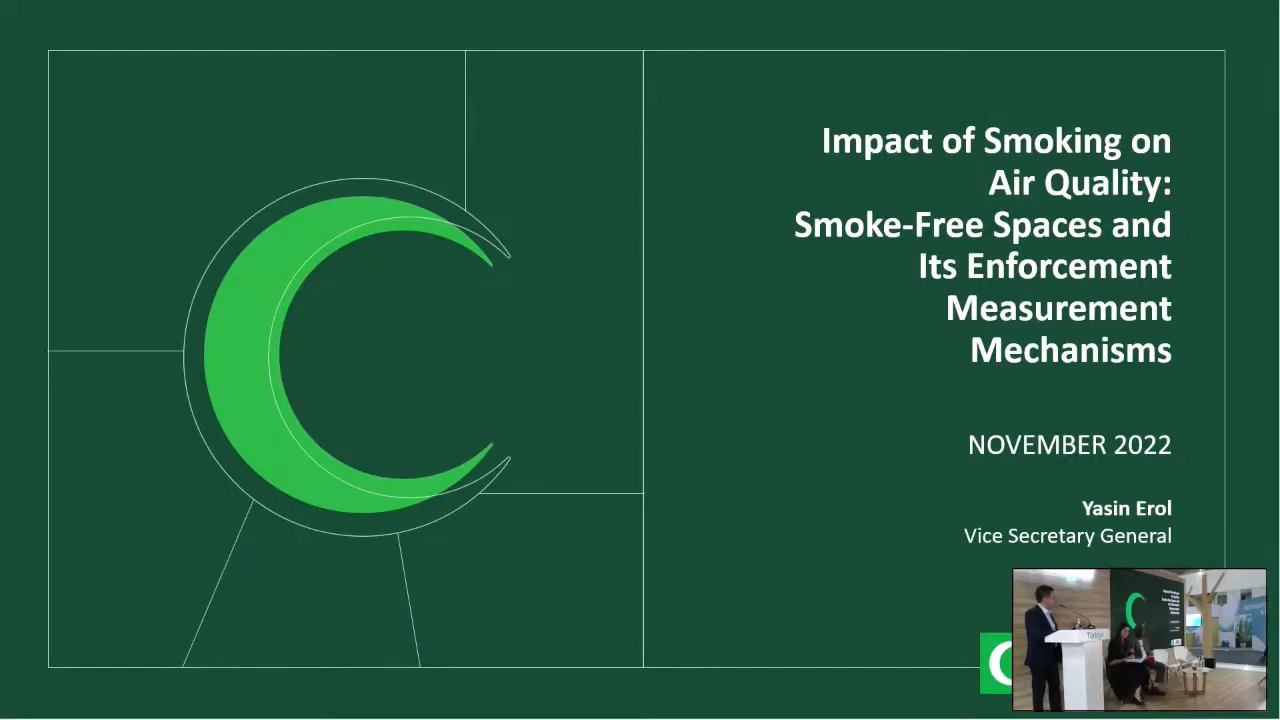 Impact of Smoking on
Air Quality:
Smoke-Free Spaces and
Its Enforcement
Measurement
Mechanisms
NOVEMBER 2022
Yasin Erol
Vice Secretary General
Türkiye